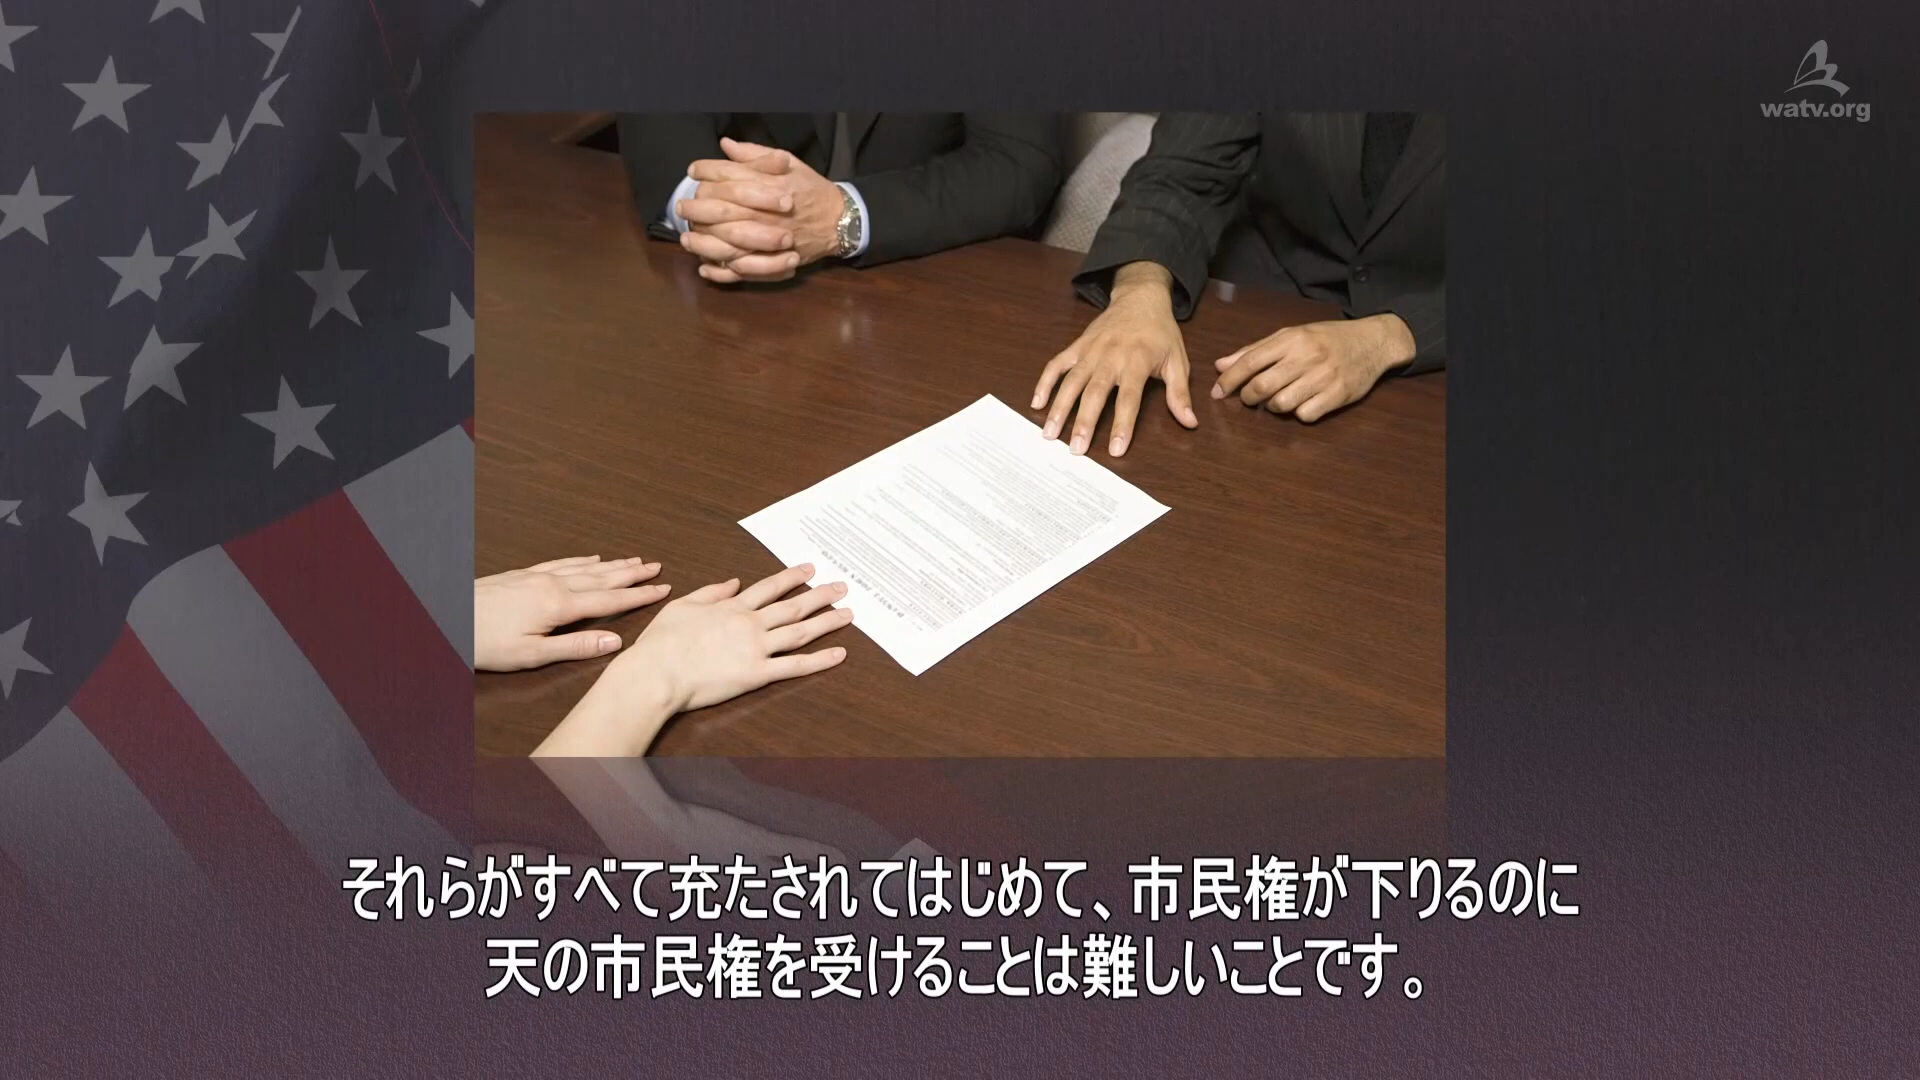 watv.org
それらがすべて充たされてはじめて、市民権が下りるのに
天の市民権を受けることは難しいことです。